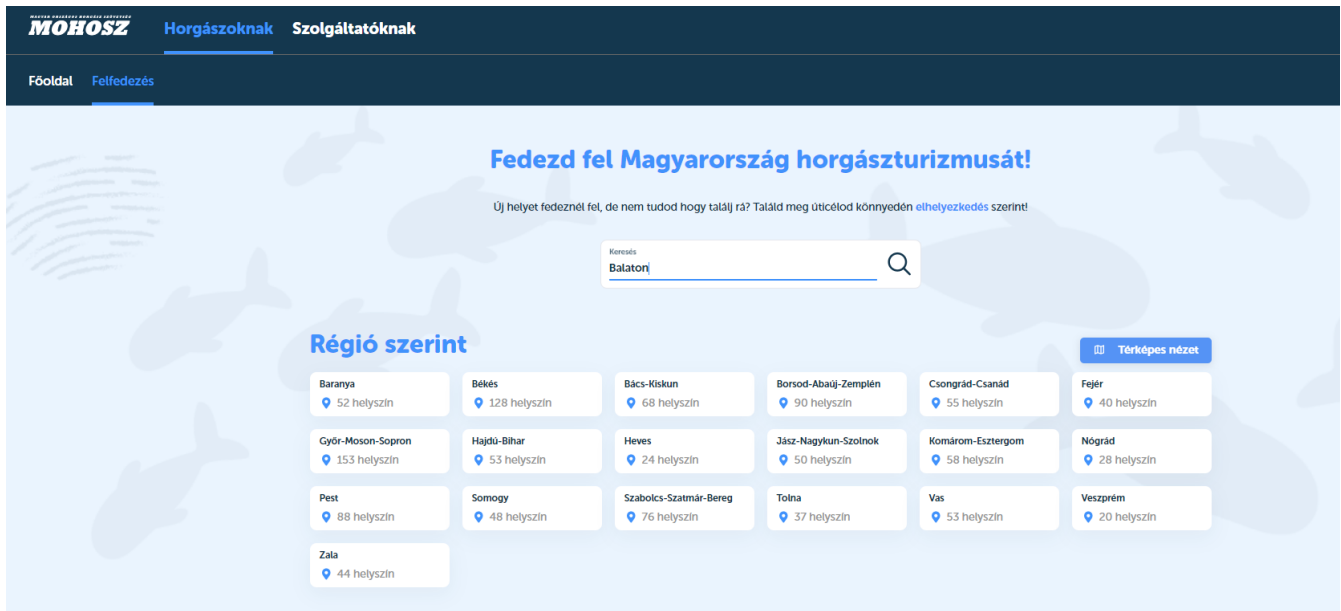 MAGYAR ORSZÁGOS HORGÁSZ SZÖVETSÉG
MOHOSZ
Horgászoknak Szolgáltatóknak
Főoldal Felfedezés
Fedezd fel Magyarország horgászturizmusát!
Új helyet fedeznél fel, de nem tudod hogy találj rá? Találd meg úticélod könnyedén elhelyezkedés szerint!
Keresés
Balaton
Régió szerint
Térképes nézet
Baranya Békés Bács-Kiskun Borsod-Abaúj-Zemplén Csongrád-Csanád Fejér
52 helyszín 128 helyszín 68 helyszín 90 helyszín 55 helyszín 40 helyszín
Győr-Moson-Sopron Hajdú-Bihar Heves Jász-Nagykun-Szolnok Komárom-Esztergom Nógrád
153 helyszín 53 helyszín 24 helyszín 50 helyszín 58 helyszín 28 helyszín
Pest Somogy Szabolcs-Szatmár-Bereg Tolna Vas Veszprém
88 helyszín 48 helyszín 76 helyszín 37 helyszín 53 helyszín 20 helyszín
Zala
44 helyszín